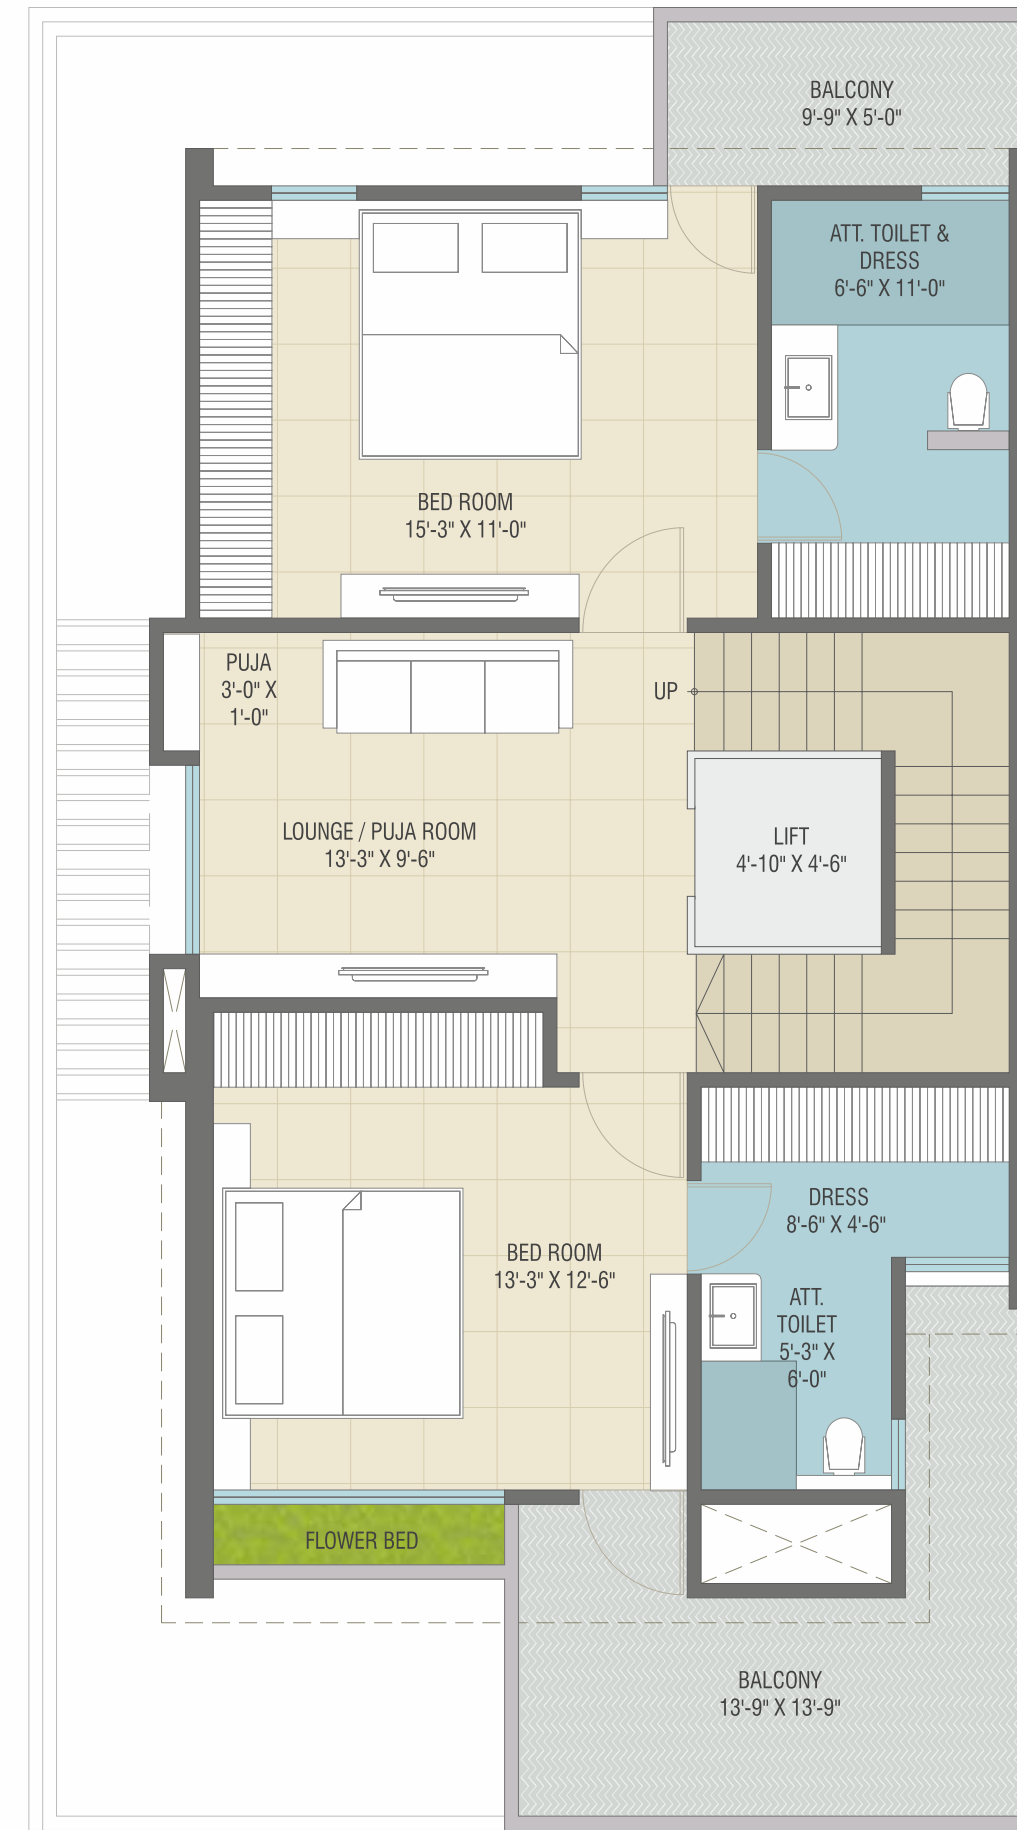 BALCONY
9'-9" X 5'-0"
ATT. TOILET &
DRESS
6'-6" X 11'-0"
BED ROOM
15'-3" X 11'-0"
PUJA
3'-0" X
1'-0"
UP
LOUNGE / PUJA ROOM
13'-3" X 9'-6"
LIFT
4'-10" X 4'-6"
DRESS
8'-6" X 4'-6"
BED ROOM
13'-3" X 12'-6"
ATT.
TOILET
5'-3" X
6'-0"
FLOWER BED
BALCONY
13'-9" X 13'-9"